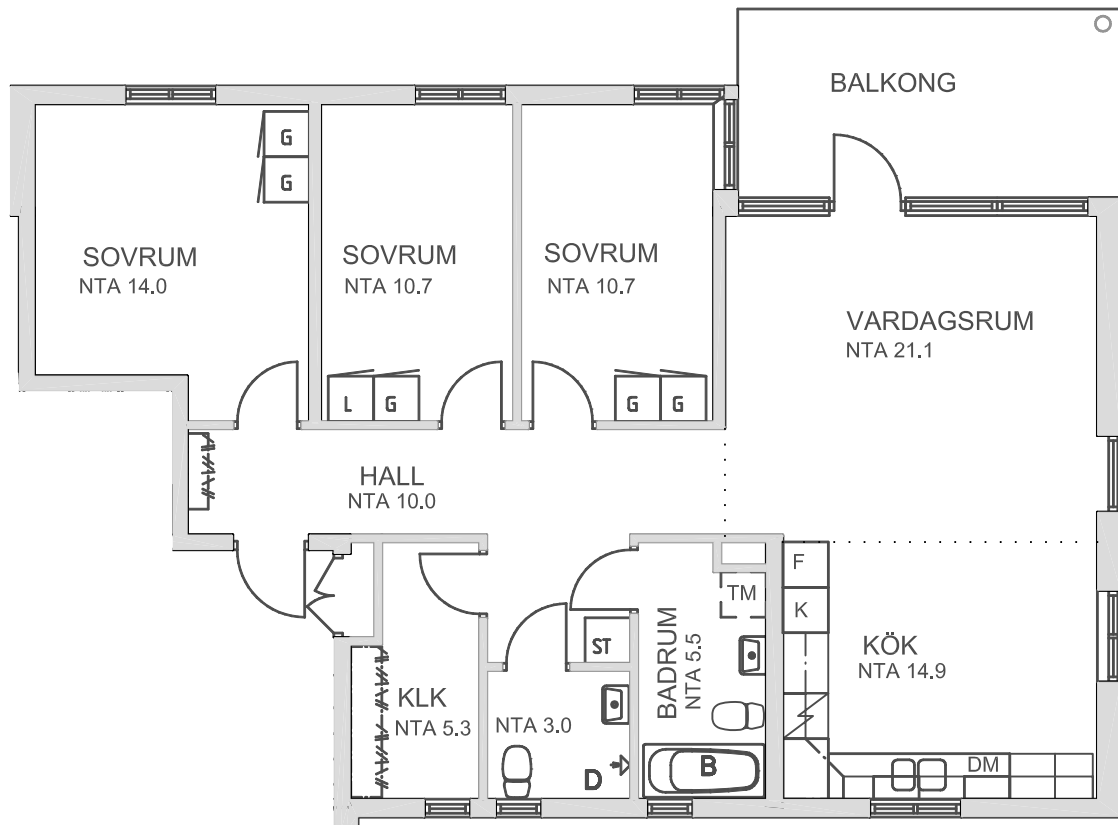 BALKONG
G
G
SOVRUM
NTA 14.0
SOVRUM
NTA 10.7
SOVRUM
NTA 10.7
VARDAGSRUM
NTA 21.1
L G
G G
HALL
NTA 10.0
F
K
TM
ST
BADRUM
NTA 5.5
KÖK
NTA 14.9
KLK
NTA 5.3
NTA 3.0
D
B
DM